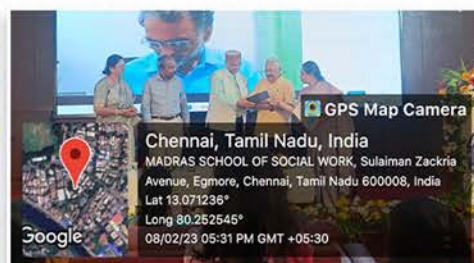 GPS Map Camera
Chennai, Tamil Nadu, India
MADRAS SCHOOL OF SOCIAL WORK, Sulaiman Zackria
Avenue, Egmore, Chennai, Tamil Nadu 600008, India
Lat 13.071236°
Long 80.252545°
08/02/23 05:31 PM GMT +05:30
Google